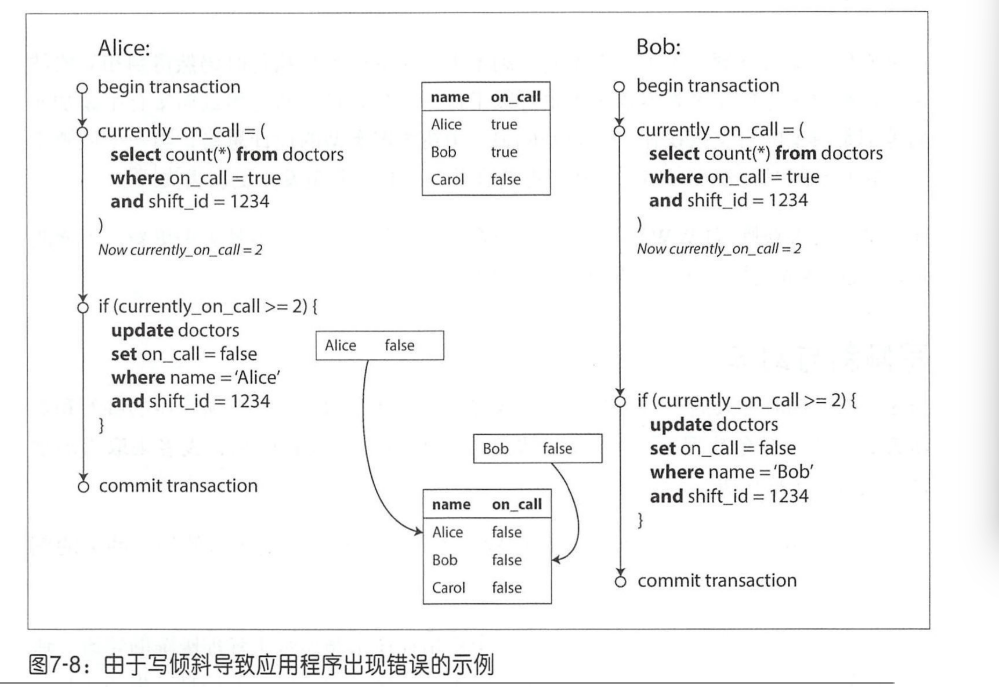 Alice:
begin transaction
currently_on_call = (
select count(*) from doctors
where on_call = true
and shift_id = 1234
)
Now currently_on_call = 2
if (currently_on_call >= 2) {
update doctors
set on_call = false
where name = 'Alice'
and shift_id = 1234
}
commit transaction
name on_call
Alice true
Bob true
Carol false
Alice false
Bob false
name on_call
Alice false
Bob false
Carol false
Bob:
begin transaction
currently_on_call = (
select count(*) from doctors
where on_call = true
and shift_id = 1234
)
Now currently_on_call = 2
if (currently_on_call >= 2) {
update doctors
set on_call = false
where name = 'Bob'
and shift_id = 1234
}
commit transaction
图7-8：由于写倾斜导致应用程序出现错误的示例